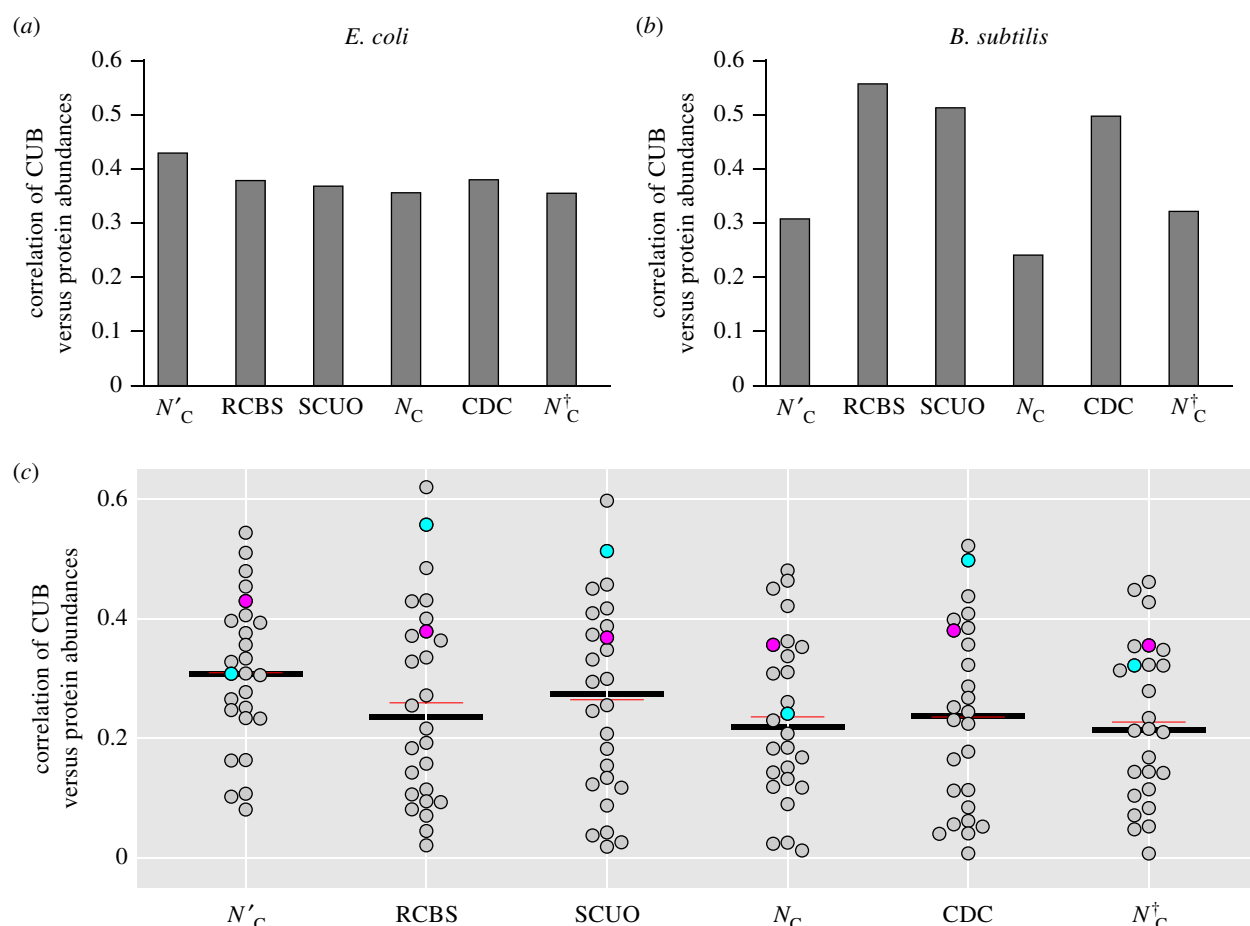 (a) E. coli
correlation of CUB
versus protein abundances
0.6
0.5
0.4
0.3
0.2
0.1
0
N′C RCBS SCUO NC CDC N†C
(b) B. subtilis
correlation of CUB
versus protein abundances
0.6
0.5
0.4
0.3
0.2
0.1
0
N′C RCBS SCUO NC CDC N†C
(c)
correlation of CUB
versus protein abundances
0.6
0.4
0.2
0
N′C RCBS SCUO NC CDC N†C